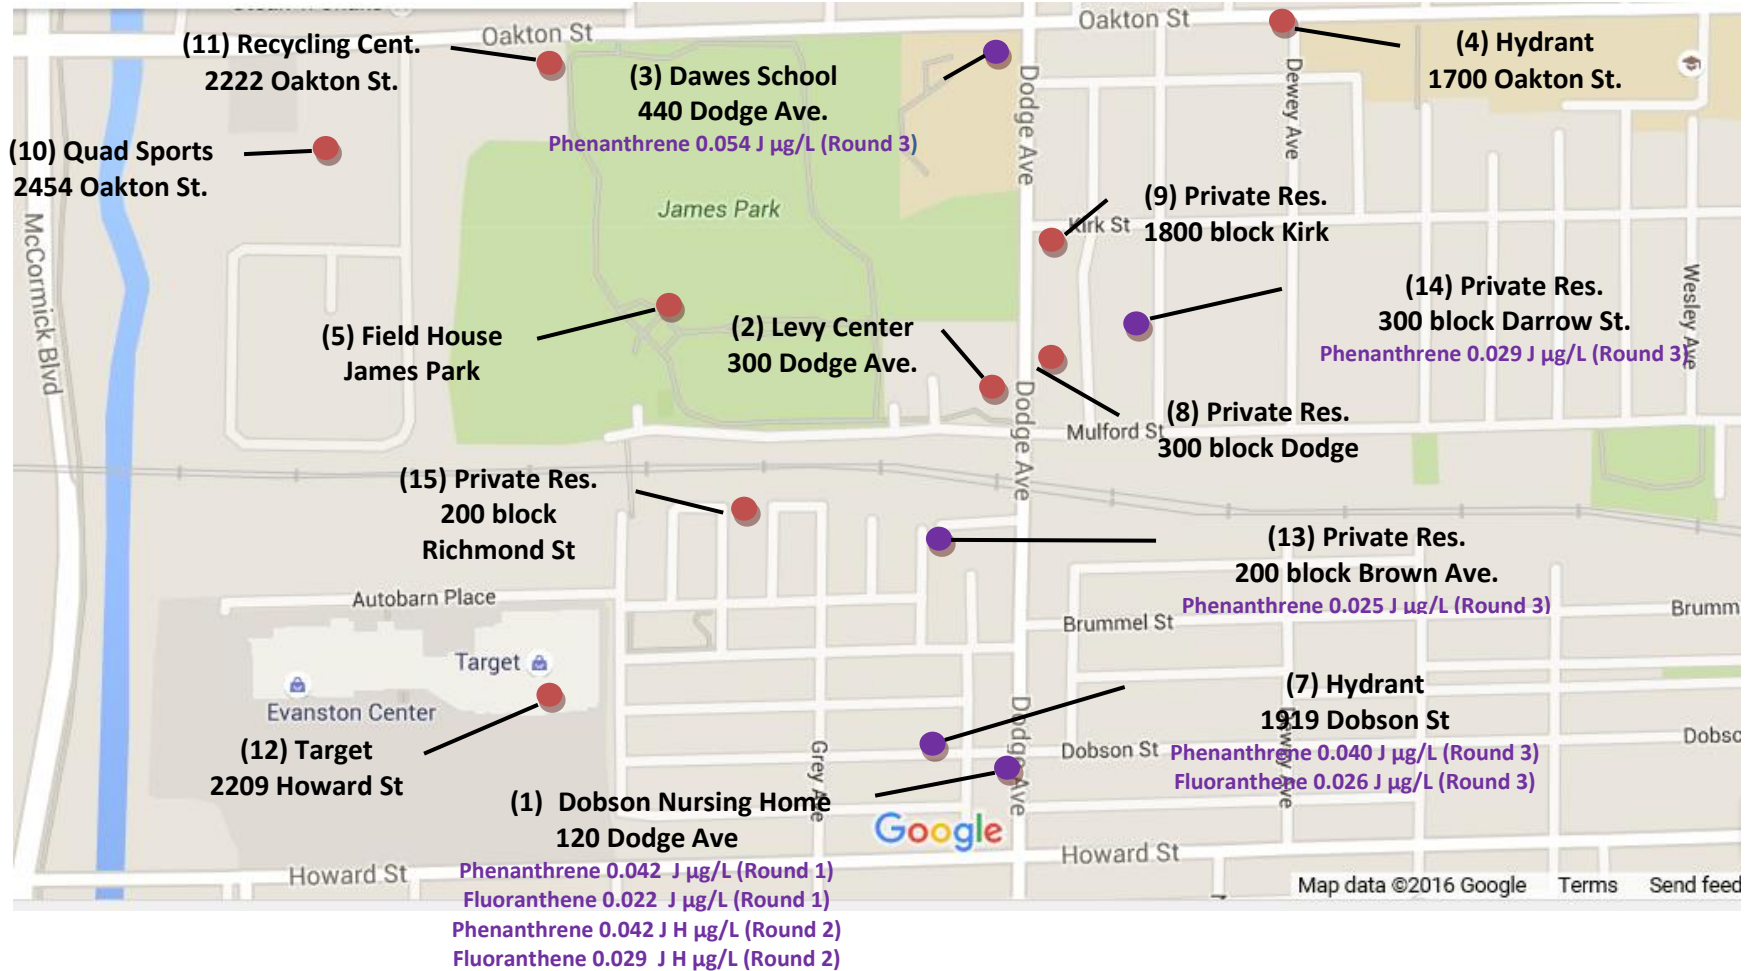 Oakton St
Oakton St
(11) Recycling Cent.
2222 Oakton St.
(3) Dawes School
440 Dodge Ave.
Phenanthrene 0.054 J µg/L (Round 3)
(4) Hydrant
1700 Oakton St.
Dodge Ave
Dewey Ave
(10) Quad Sports
2454 Oakton St.
James Park
(9) Private Res.
1800 block Kirk
Kirk St
McCormick Blvd
Wesley Ave
(14) Private Res.
300 block Darrow St.
Phenanthrene 0.029 J µg/L (Round 3)
(5) Field House
James Park
(2) Levy Center
300 Dodge Ave.
Dodge Ave
(8) Private Res.
300 block Dodge
Mulford St
Dodge Ave
(15) Private Res.
200 block
Richmond St
(13) Private Res.
200 block Brown Ave.
Phenanthrene 0.025 J µg/L (Round 3)
Autobarn Place
Brummel St
Brumm
Target
Evanston Center
(12) Target
2209 Howard St
(7) Hydrant
1919 Dobson St
Phenanthrene 0.040 J µg/L (Round 3)
Fluoranthene 0.026 J µg/L (Round 3)
Dodge Ave
Dewey Ave
Grey Ave
Dobson St
Dobso
(1) Dobson Nursing Home
120 Dodge Ave
Phenanthrene 0.042 J µg/L (Round 1)
Fluoranthene 0.022 J µg/L (Round 1)
Phenanthrene 0.042 J H µg/L (Round 2)
Fluoranthene 0.029 J H µg/L (Round 2)
Google
Howard St
Howard St
Map data ©2016 Google Terms Send feed